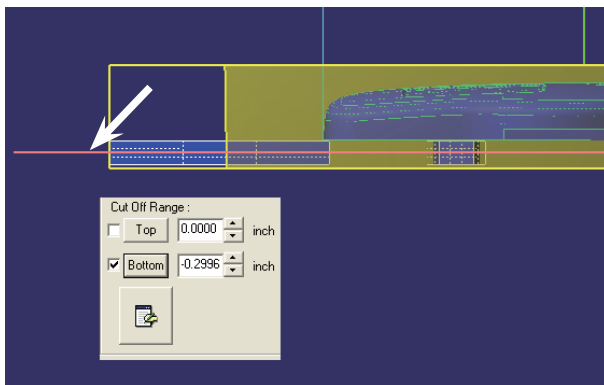 Cut Off Range :
Top 0.0000 inch
Bottom -0.2996 inch